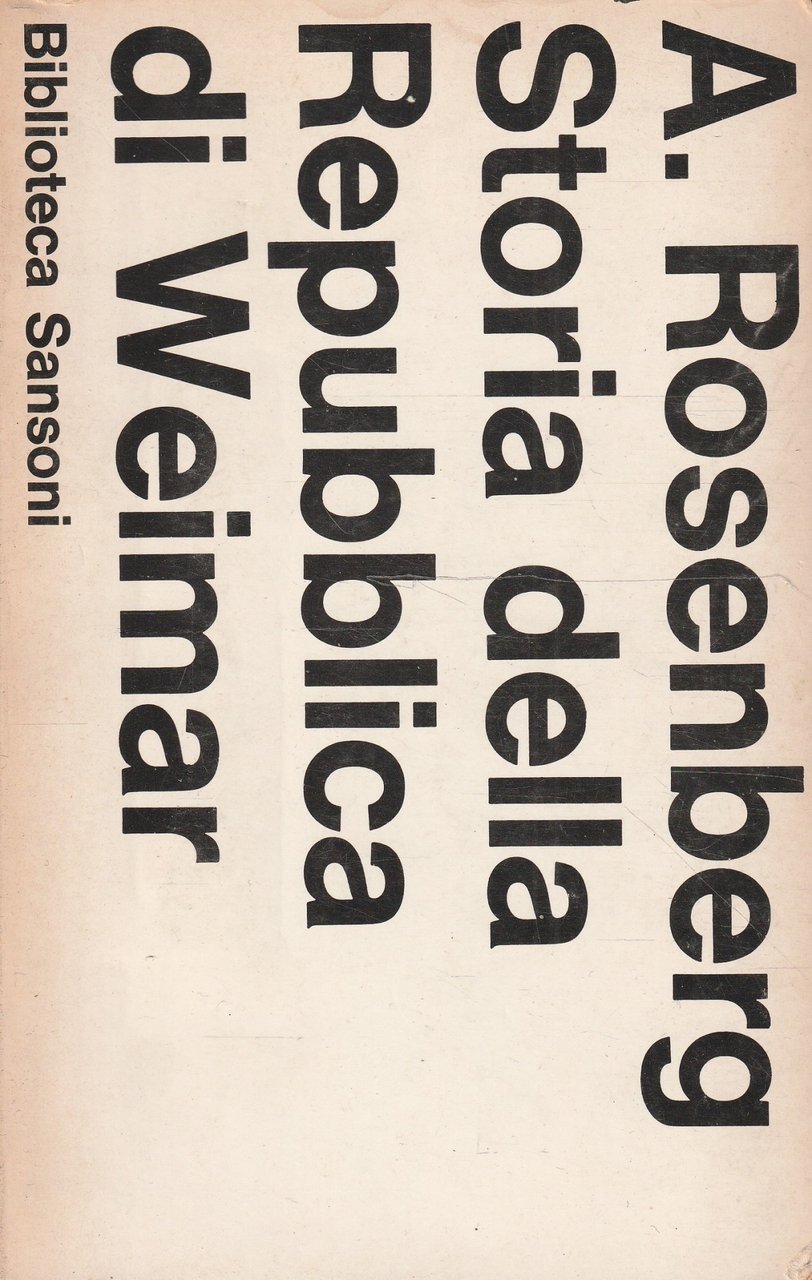 A. Rosenberg
Storia della
Repubblica
di Weimar
Biblioteca Sansoni